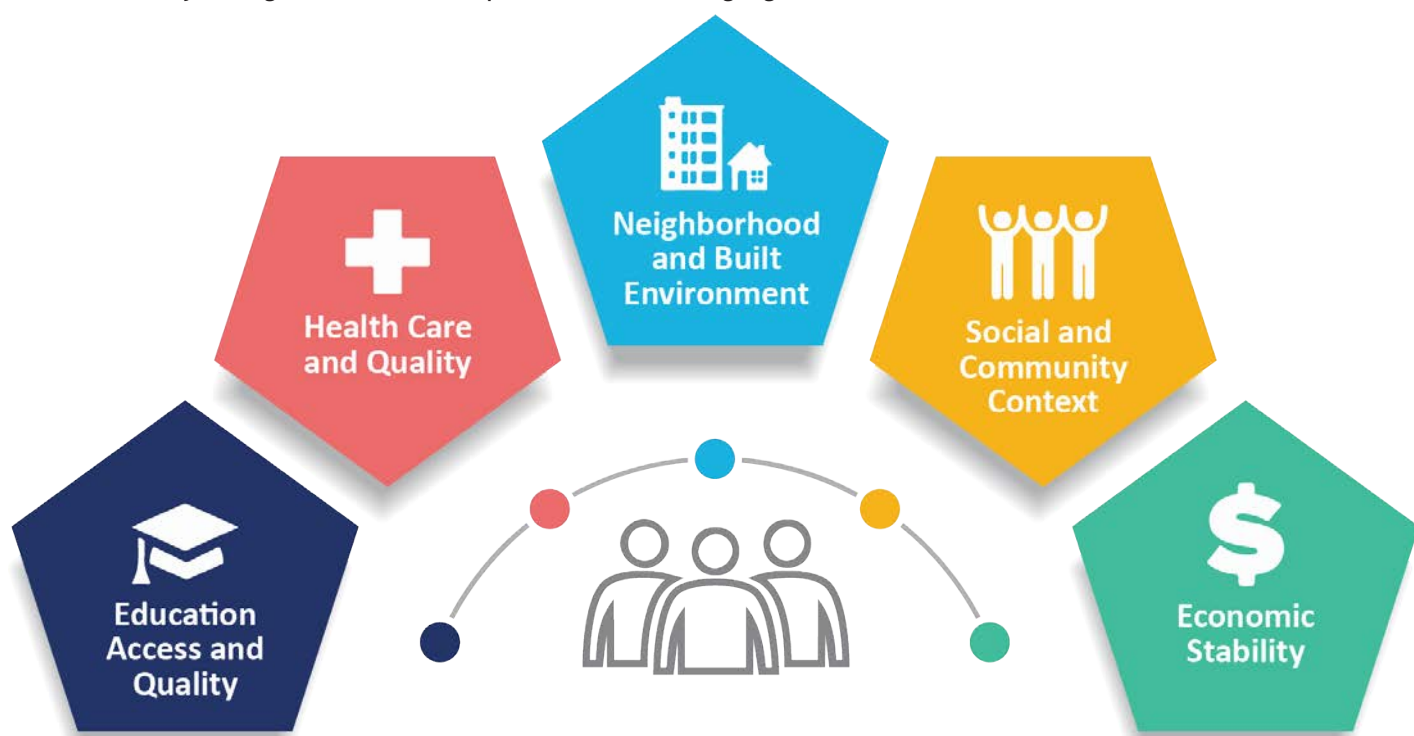 Education
Access and
Quality
Health Care
and Quality
Neighborhood
and Built
Environment
Social and
Community
Context
Economic
Stability